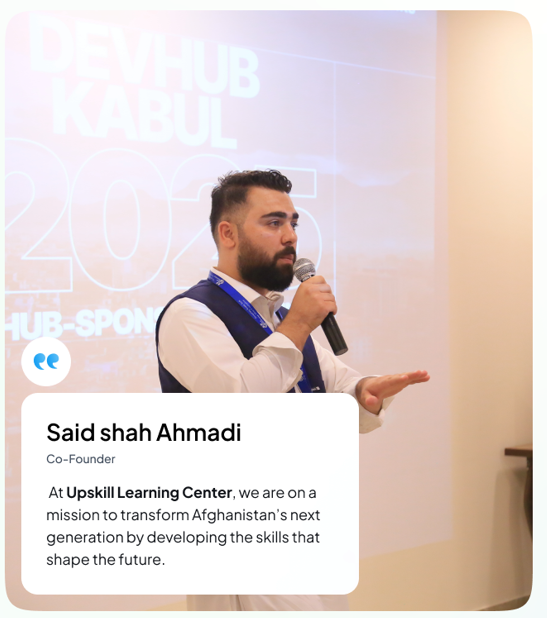 DEVHUB
KABUL
2025
HUB-SPON
Said shah Ahmadi
Co-Founder
At Upskill Learning Center, we are on a
mission to transform Afghanistan's next
generation by developing the skills that
shape the future.